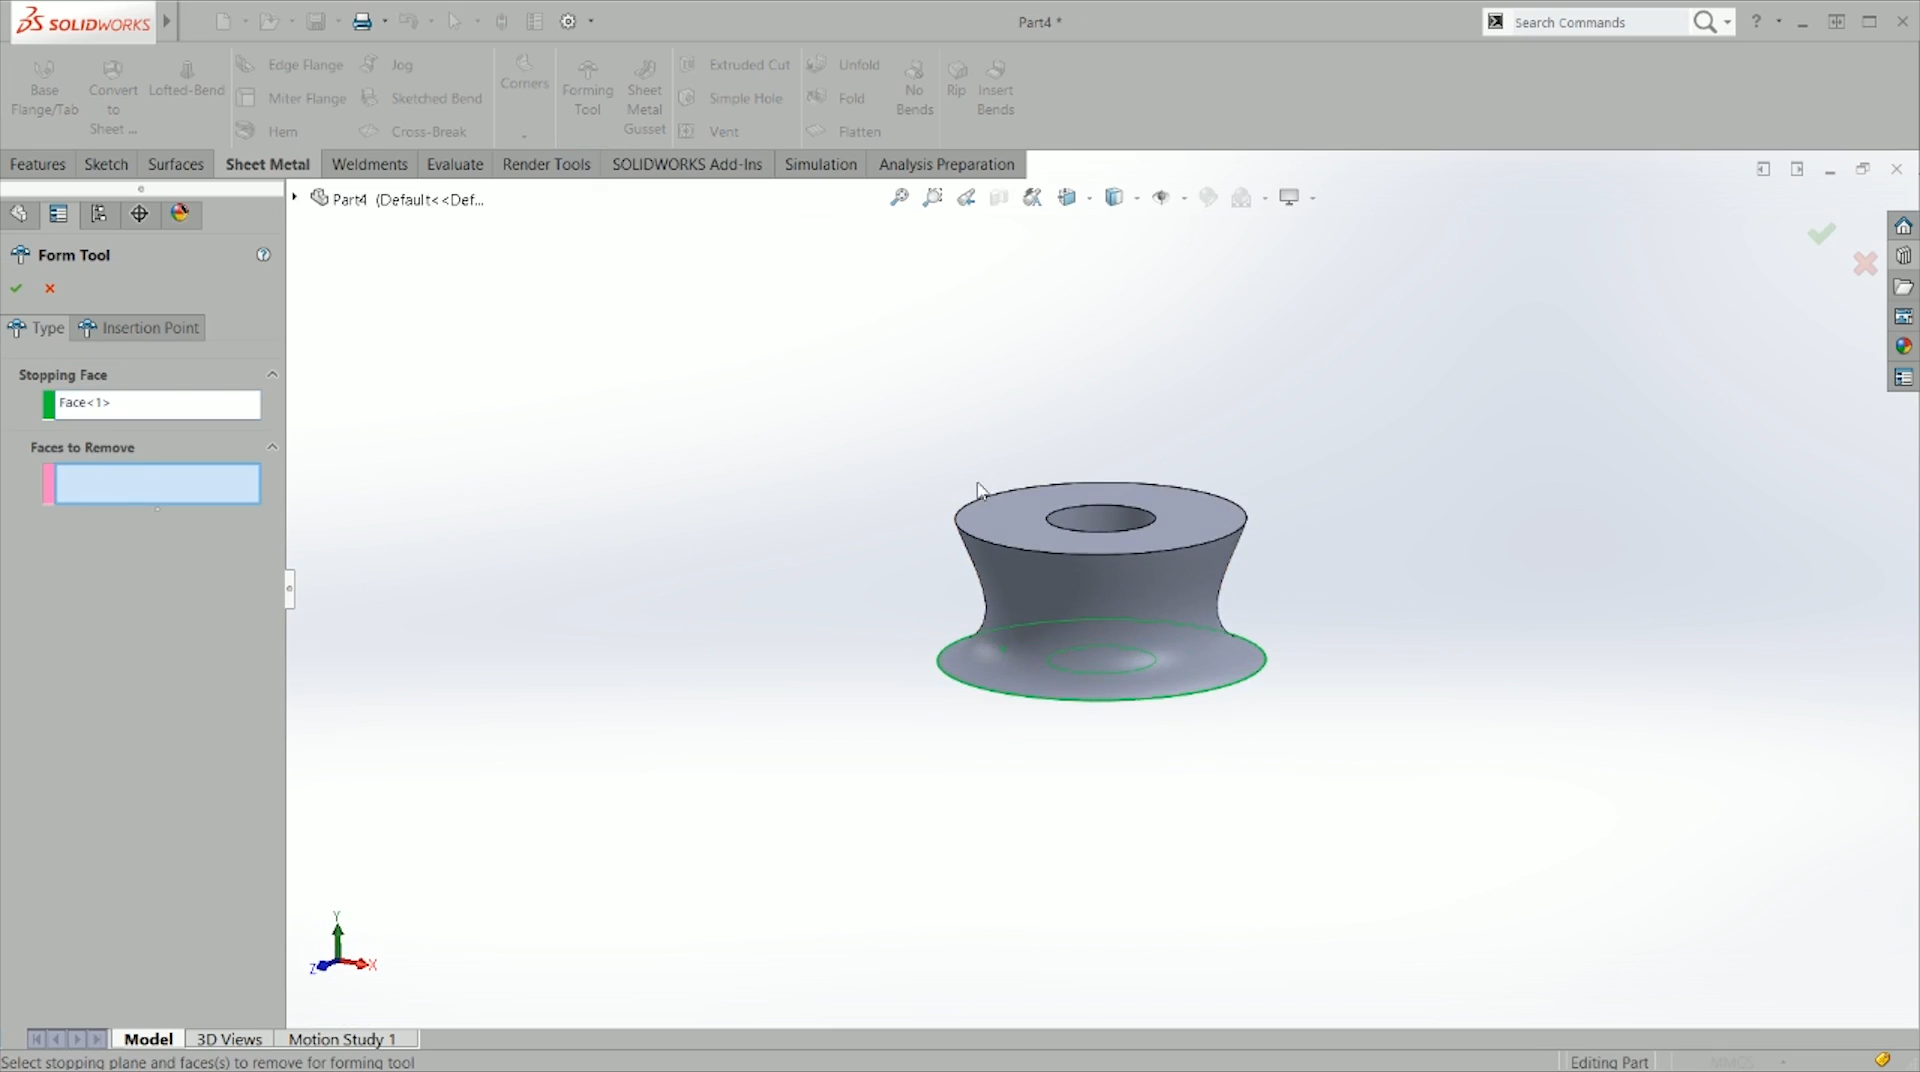 SOLIDWORKS
Part4 *
Search Commands
?
Base Flange/Tab
Convert to Sheet ...
Lofted-Bend
Edge Flange
Miter Flange
Hem
Jog
Sketched Bend
Cross-Break
Corners
Forming Tool
Sheet Metal Gusset
Extruded Cut
Simple Hole
Vent
Unfold
Fold
Flatten
No Bends
Rip
Insert Bends
Features
Sketch
Surfaces
Sheet Metal
Weldments
Evaluate
Render Tools
SOLIDWORKS Add-Ins
Simulation
Analysis Preparation
Part4 (Default<<Def...
Form Tool
?
Type
Insertion Point
Stopping Face
Face<1>
Faces to Remove
Y
Z
X
Model
3D Views
Motion Study 1
Select stopping plane and faces(s) to remove for forming tool
Editing Part
MMGS